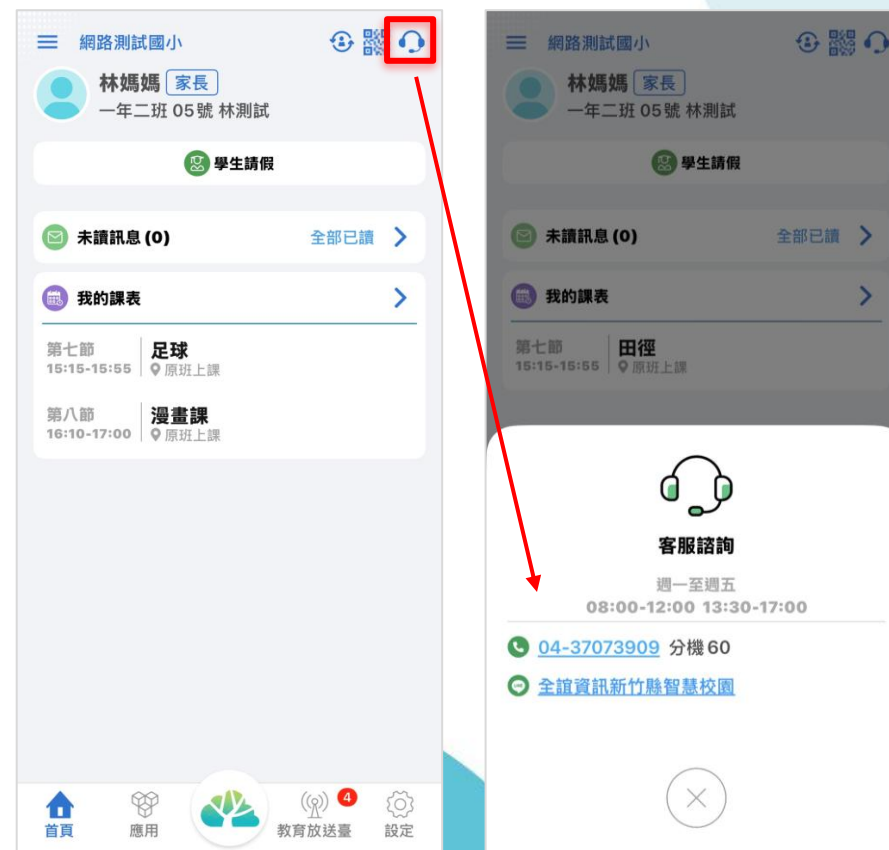 網路測試國小
林媽媽 家長
一年二班 05號 林測試
學生請假
未讀訊息 (0) 全部已讀
我的課表
第七節 足球
15:15-15:55 原班上課
第八節 漫畫課
16:10-17:00 原班上課
首頁 應用 教育放送臺 4 設定
網路測試國小
林媽媽 家長
一年二班 05號 林測試
學生請假
未讀訊息 (0) 全部已讀
我的課表
第七節 田徑
15:15-15:55 原班上課
客服諮詢
週一至週五
08:00-12:00 13:30-17:00
04-37073909 分機60
LINE 全誼資訊新竹縣智慧校園